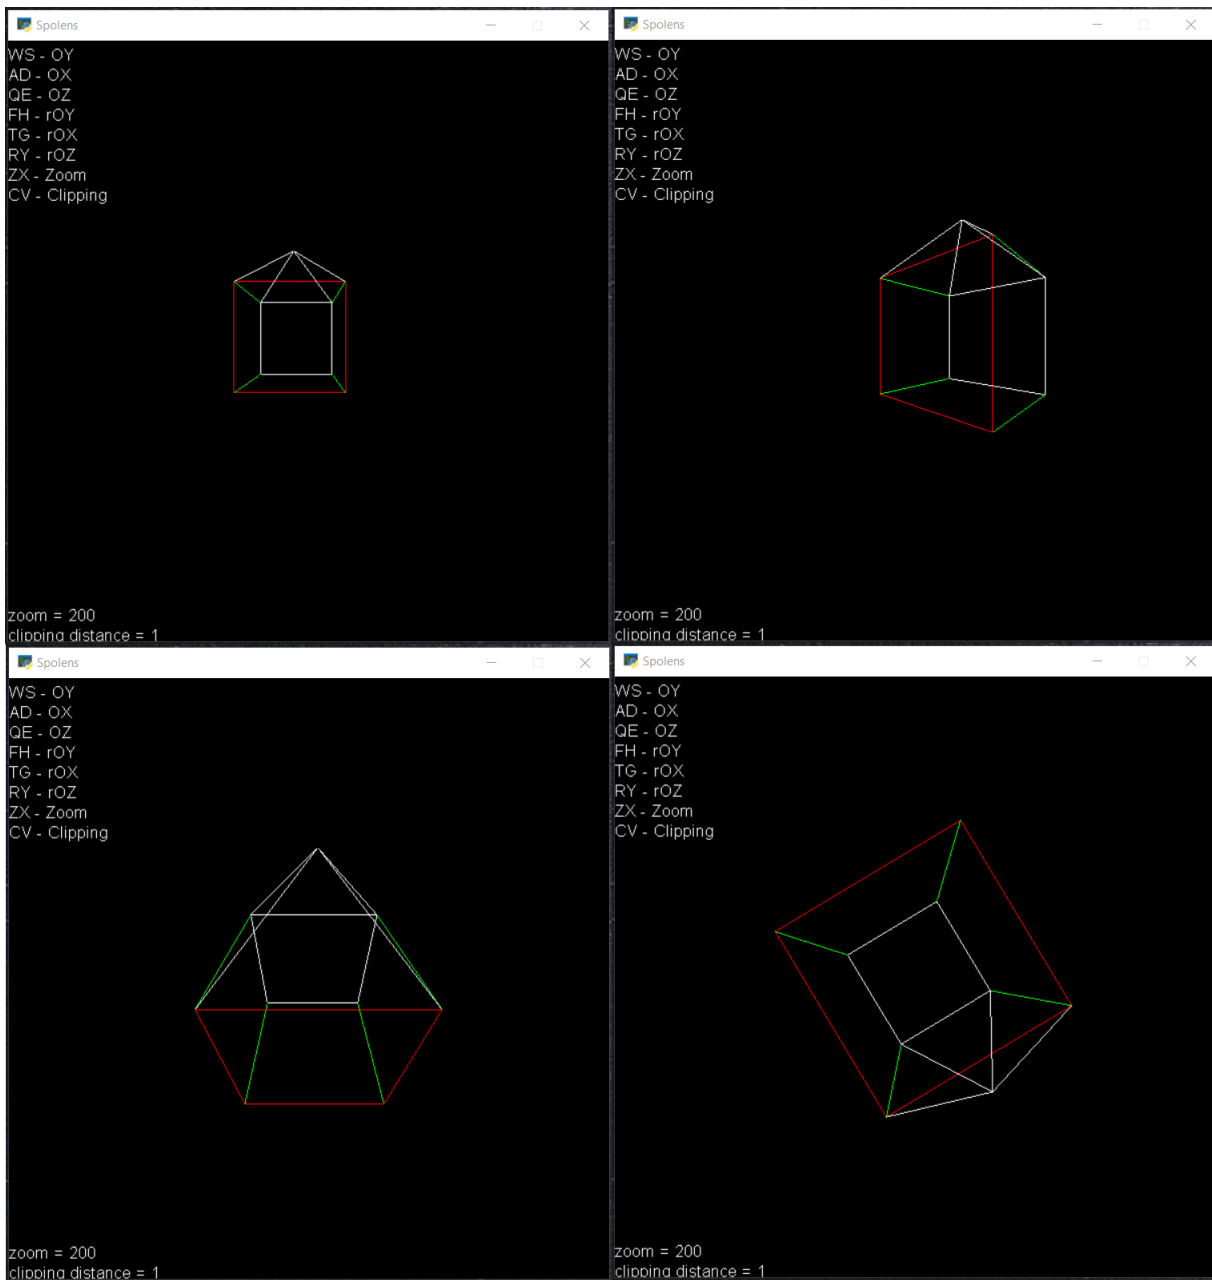 Spolens
WS - OY
AD - OX
QE - OZ
FH - rOY
TG - rOX
RY - rOZ
ZX - Zoom
CV - Clipping
zoom = 200
clipping distance = 1
Spolens
WS - OY
AD - OX
QE - OZ
FH - rOY
TG - rOX
RY - rOZ
ZX - Zoom
CV - Clipping
zoom = 200
clipping distance = 1
Spolens
WS - OY
AD - OX
QE - OZ
FH - rOY
TG - rOX
RY - rOZ
ZX - Zoom
CV - Clipping
zoom = 200
clipping distance = 1
Spolens
WS - OY
AD - OX
QE - OZ
FH - rOY
TG - rOX
RY - rOZ
ZX - Zoom
CV - Clipping
zoom = 200
clipping distance = 1